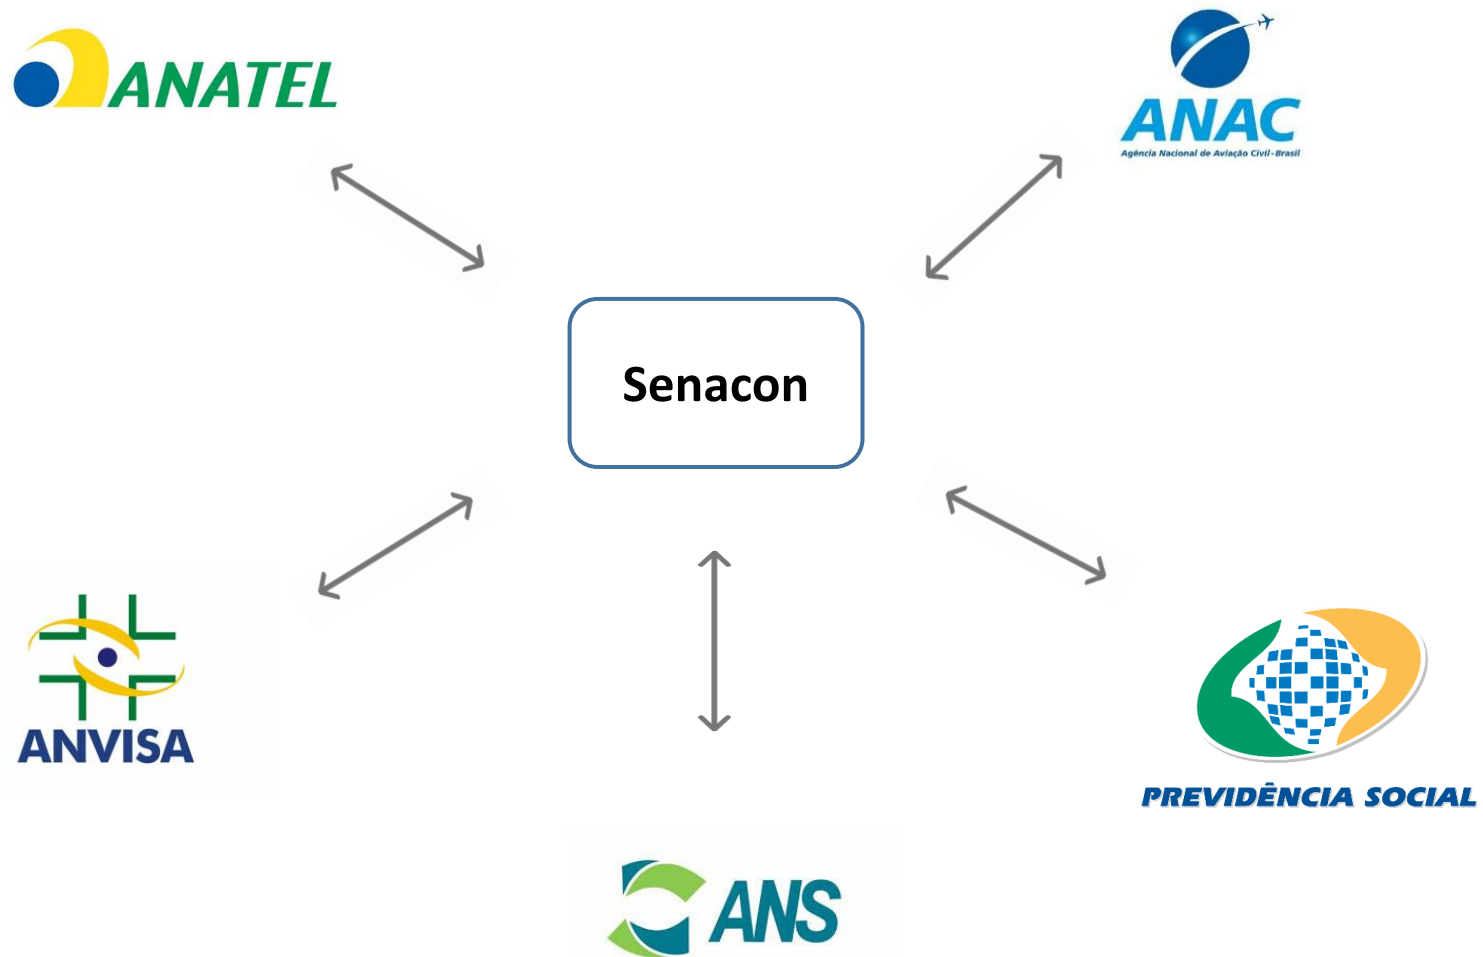 ANATEL
ANAC
Agência Nacional de Aviação Civil-Brasil
Senacon
ANVISA
PREVIDÊNCIA SOCIAL
ANS